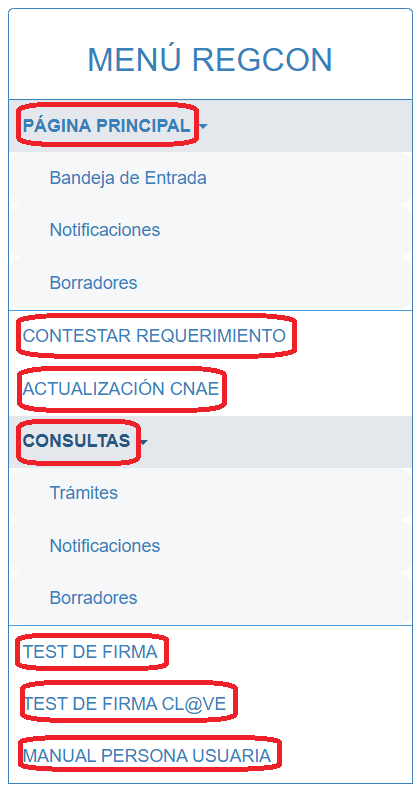 MENÚ REGCON
PÁGINA PRINCIPAL
Bandeja de Entrada
Notificaciones
Borradores
CONTESTAR REQUERIMIENTO
ACTUALIZACIÓN CNAE
CONSULTAS
Trámites
Notificaciones
Borradores
TEST DE FIRMA
TEST DE FIRMA CL@VE
MANUAL PERSONA USUARIA